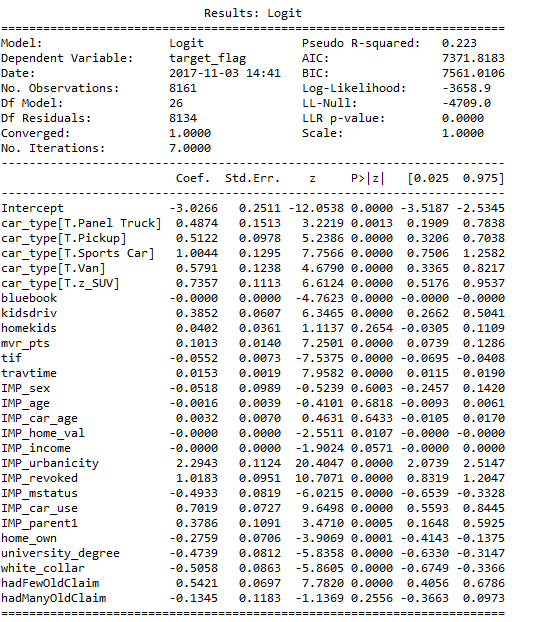 Results: Logit
Model: Logit Pseudo R-squared: 0.223
Dependent Variable: target_flag AIC: 7371.8183
Date: 2017-11-03 14:41 BIC: 7561.0106
No. Observations: 8161 Log-Likelihood: -3658.9
Df Model: 26 LL-Null: -4709.0
Df Residuals: 8134 LLR p-value: 0.0000
Converged: 1.0000 Scale: 1.0000
No. Iterations: 7.0000
Coef. Std.Err. z P>|z| [0.025 0.975]
Intercept -3.0266 0.2511 -12.0538 0.0000 -3.5187 -2.5345
car_type[T.Panel Truck] 0.4874 0.1513 3.2219 0.0013 0.1909 0.7838
car_type[T.Pickup] 0.5122 0.0978 5.2386 0.0000 0.3206 0.7038
car_type[T.Sports Car] 1.0044 0.1295 7.7566 0.0000 0.7506 1.2582
car_type[T.Van] 0.5791 0.1238 4.6790 0.0000 0.3365 0.8217
car_type[T.z_SUV] 0.7357 0.1113 6.6124 0.0000 0.5176 0.9537
bluebook -0.0000 0.0000 -4.7623 0.0000 -0.0000 -0.0000
kidsdriv 0.3852 0.0607 6.3465 0.0000 0.2662 0.5041
homekids 0.0402 0.0361 1.1137 0.2654 -0.0305 0.1109
mvr_pts 0.1013 0.0140 7.2501 0.0000 0.0739 0.1286
tif -0.0552 0.0073 -7.5375 0.0000 -0.0695 -0.0408
travtime 0.0153 0.0019 7.9582 0.0000 0.0115 0.0190
IMP_sex -0.0518 0.0989 -0.5239 0.6003 -0.2457 0.1420
IMP_age -0.0016 0.0039 -0.4101 0.6818 -0.0093 0.0061
IMP_car_age 0.0032 0.0070 0.4631 0.6433 -0.0105 0.0170
IMP_home_val -0.0000 0.0000 -2.5511 0.0107 -0.0000 -0.0000
IMP_income -0.0000 0.0000 -1.9024 0.0571 -0.0000 0.0000
IMP_urbanicity 2.2943 0.1124 20.4047 0.0000 2.0739 2.5147
IMP_revoked 1.0183 0.0951 10.7071 0.0000 0.8319 1.2047
IMP_mstatus -0.4933 0.0819 -6.0215 0.0000 -0.6539 -0.3328
IMP_car_use 0.7019 0.0727 9.6498 0.0000 0.5593 0.8445
IMP_parent1 0.3786 0.1091 3.4710 0.0005 0.1648 0.5925
home_own -0.2759 0.0706 -3.9069 0.0001 -0.4143 -0.1375
university_degree -0.4739 0.0812 -5.8358 0.0000 -0.6330 -0.3147
white_collar -0.5058 0.0863 -5.8605 0.0000 -0.6749 -0.3366
hadFewOldClaim 0.5421 0.0697 7.7820 0.0000 0.4056 0.6786
hadManyOldClaim -0.1345 0.1183 -1.1369 0.2556 -0.3663 0.0973